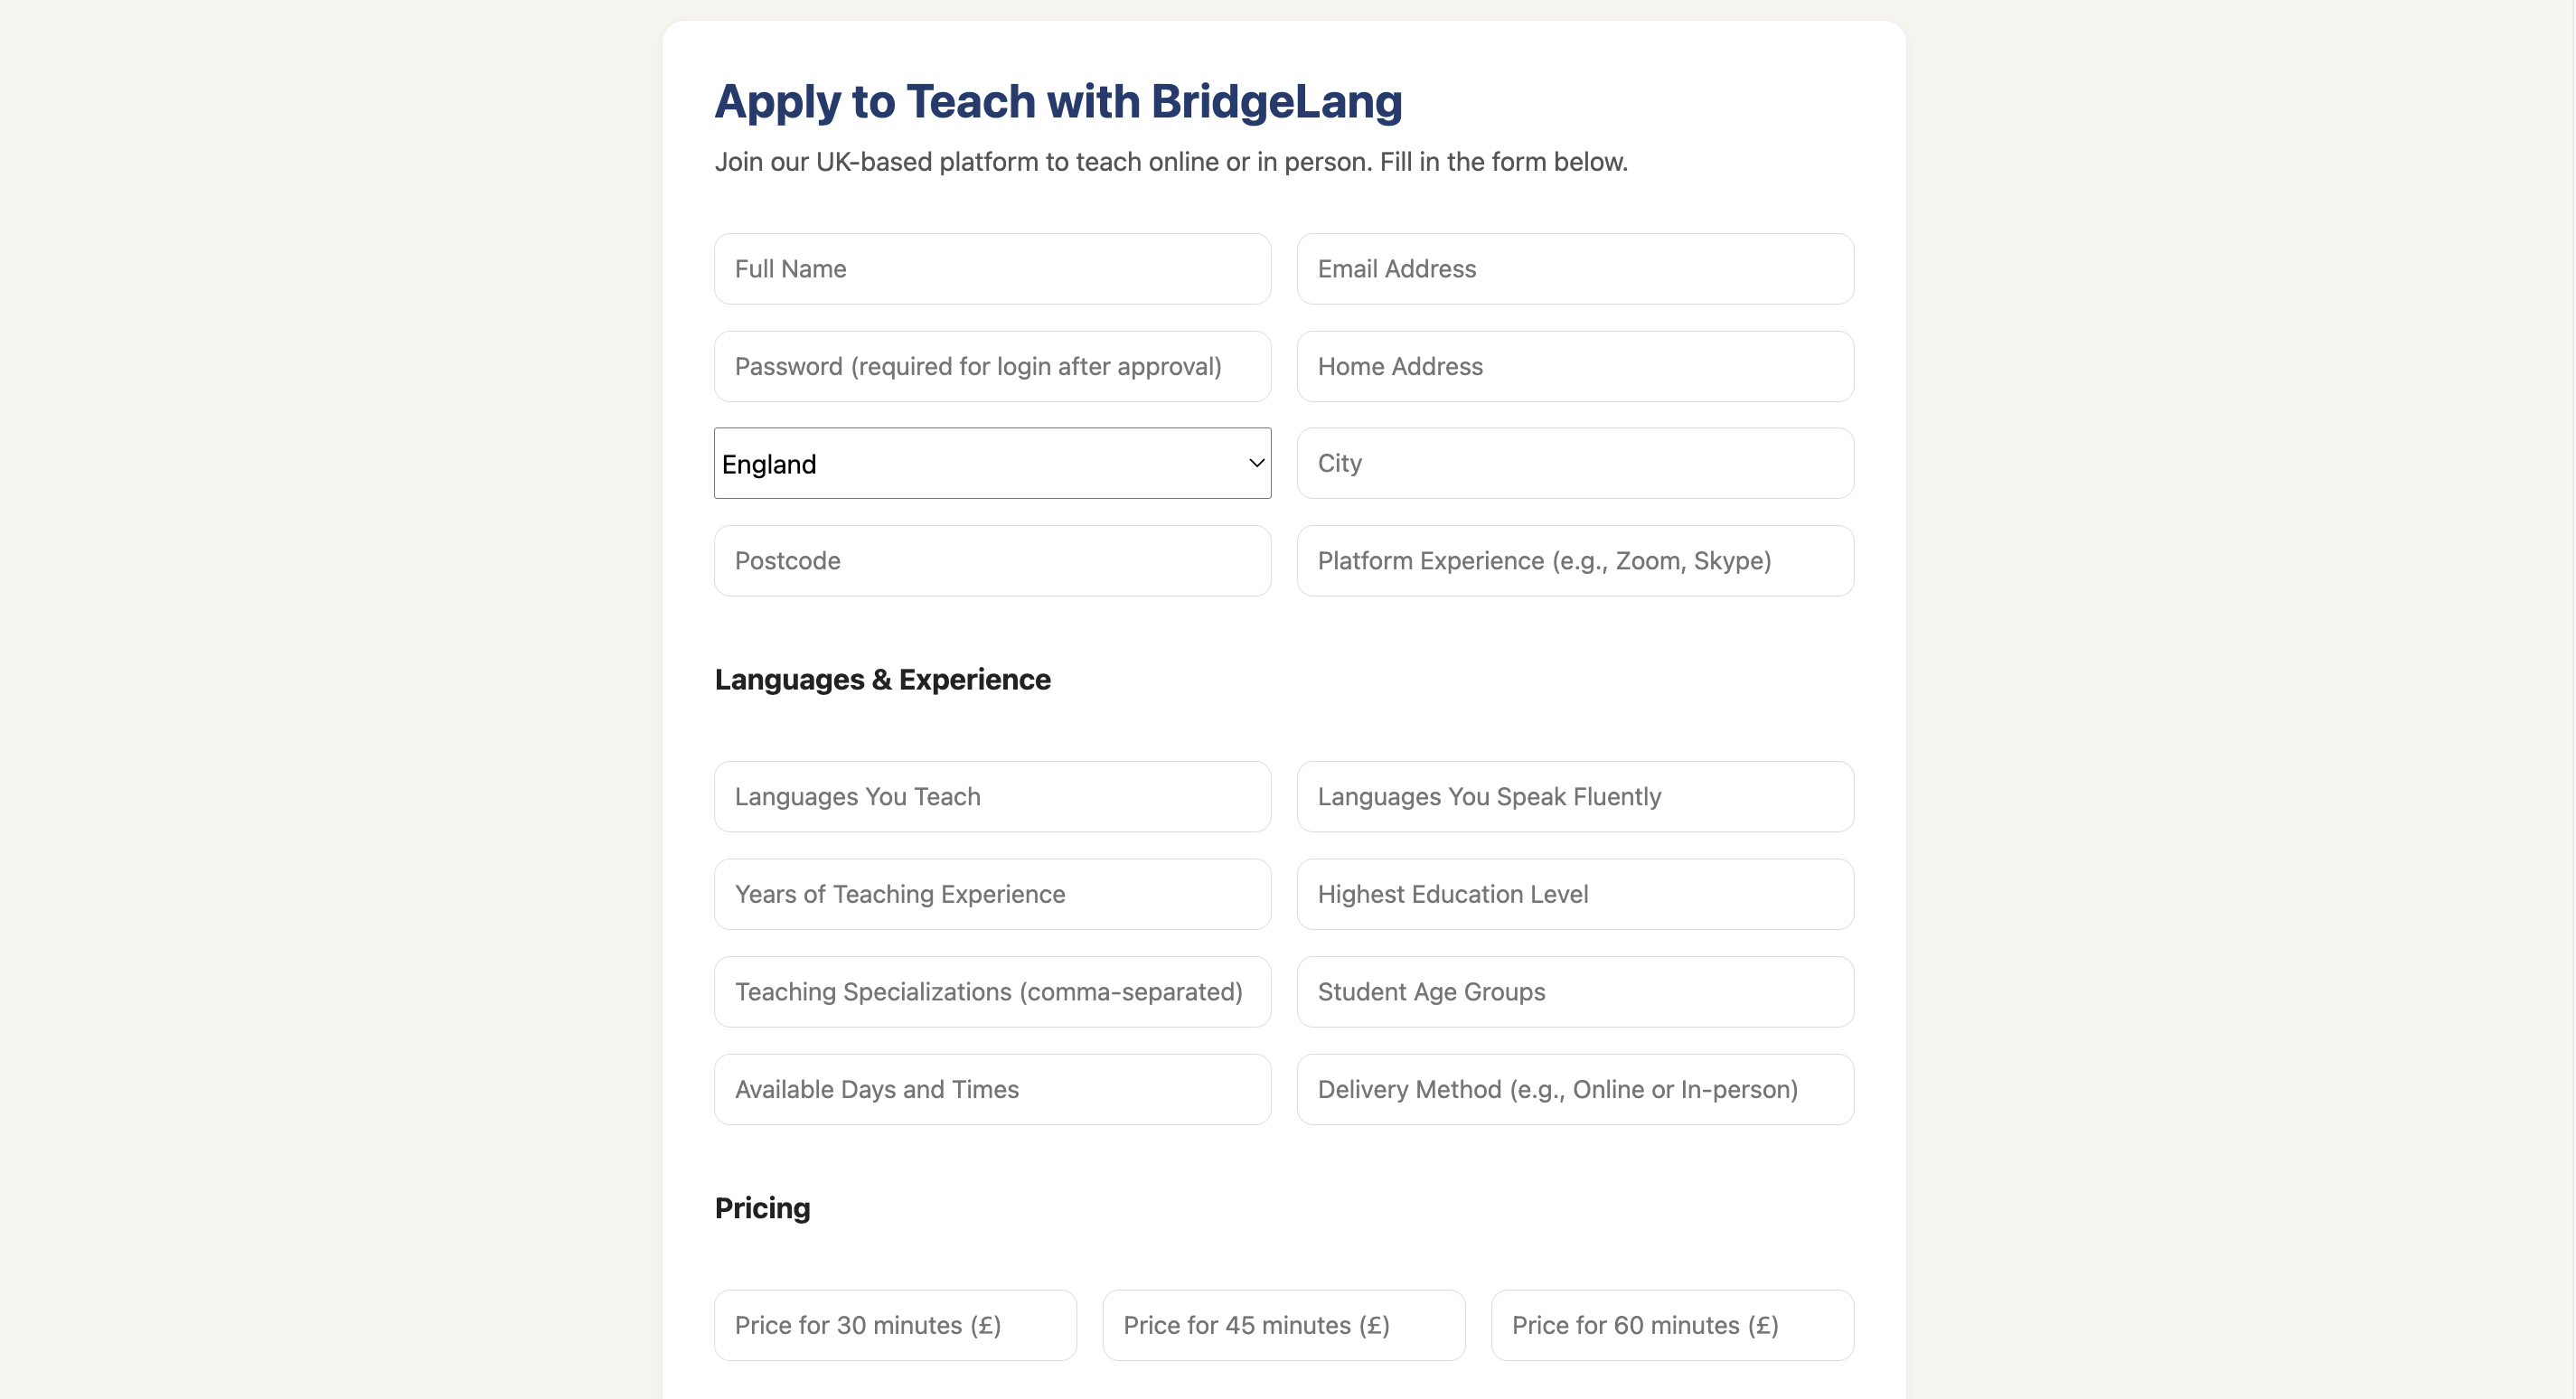 Apply to Teach with BridgeLang
Join our UK-based platform to teach online or in person. Fill in the form below.
Full Name
Email Address
Password (required for login after approval)
Home Address
England
City
Postcode
Platform Experience (e.g., Zoom, Skype)
Languages & Experience
Languages You Teach
Languages You Speak Fluently
Years of Teaching Experience
Highest Education Level
Teaching Specializations (comma-separated)
Student Age Groups
Available Days and Times
Delivery Method (e.g., Online or In-person)
Pricing
Price for 30 minutes (£)
Price for 45 minutes (£)
Price for 60 minutes (£)